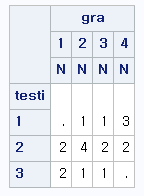 gra
1 2 3 4
N N N N
testi
1 . 1 1 3
2 2 4 2 2
3 2 1 1 .